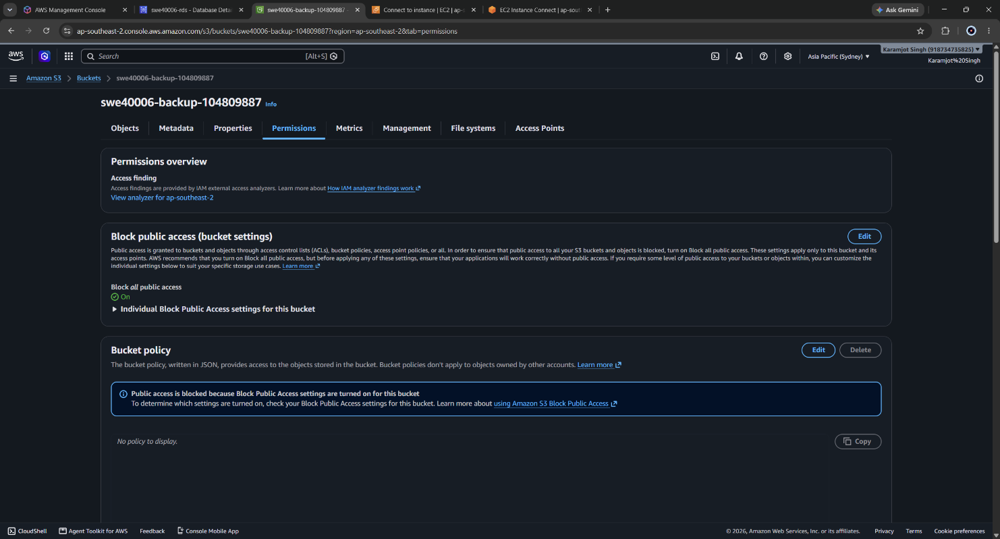 AWS Management Console
swe40006-rds - Database Detai
swe40006-backup-104809887 -
Connect to instance | EC2 | ap-s
EC2 Instance Connect | ap-sout
Ask Gemini
ap-southeast-2.console.aws.amazon.com/s3/buckets/swe40006-backup-104809887?region=ap-southeast-2&tab=permissions
aws
Search
[Alt+S]
Asia Pacific (Sydney)
Karamjot Singh (918734735825)
Karamjot%20Singh
Amazon S3
Buckets
swe40006-backup-104809887
swe40006-backup-104809887 Info
Objects
Metadata
Properties
Permissions
Metrics
Management
File systems
Access Points
Permissions overview
Access finding
Access findings are provided by IAM external access analyzers. Learn more about How IAM analyzer findings work
View analyzer for ap-southeast-2
Block public access (bucket settings)
Edit
Public access is granted to buckets and objects through access control lists (ACLs), bucket policies, access point policies, or all. In order to ensure that public access to all your S3 buckets and objects is blocked, turn on Block all public access. These settings apply only to this bucket and its
access points. AWS recommends that you turn on Block all public access, but before applying any of these settings, ensure that your applications will work correctly without public access. If you require some level of public access to your buckets or objects within, you can customize the
individual settings below to suit your specific storage use cases. Learn more
Block all public access
On
Individual Block Public Access settings for this bucket
Bucket policy
Edit
Delete
The bucket policy, written in JSON, provides access to the objects stored in the bucket. Bucket policies don't apply to objects owned by other accounts. Learn more
Public access is blocked because Block Public Access settings are turned on for this bucket
To determine which settings are turned on, check your Block Public Access settings for this bucket. Learn more about using Amazon S3 Block Public Access
No policy to display.
Copy
CloudShell
Agent Toolkit for AWS
Feedback
Console Mobile App
© 2026, Amazon Web Services, Inc. or its affiliates.
Privacy
Terms
Cookie preferences